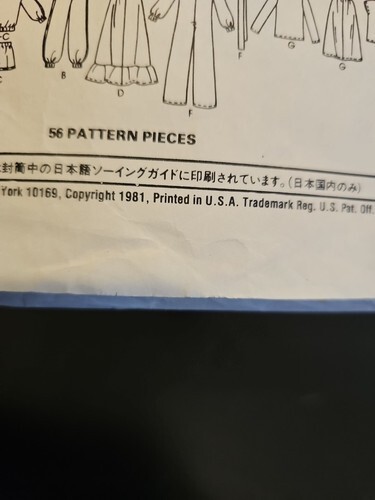 C
C
B
D
F
F
G
G
56 PATTERN PIECES
封筒中の日本語ソーイングガイドに印刷されています。(日本国内のみ)
York 10169, Copyright 1981, Printed in U.S.A. Trademark Reg. U.S. Pat. Off.